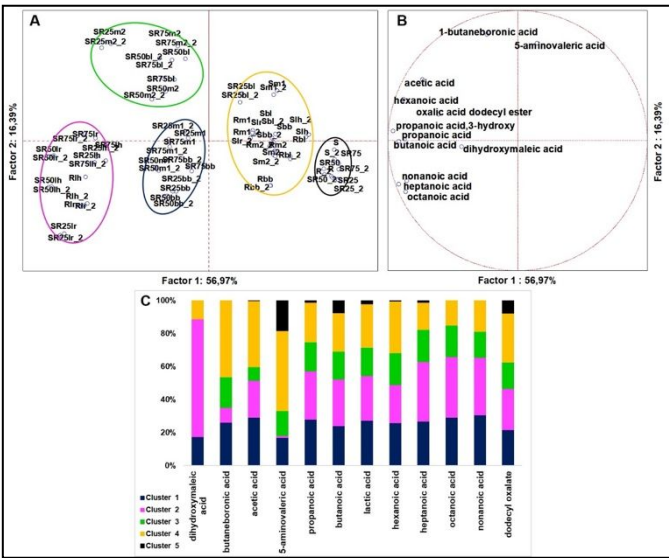 A
SR75m2
SR25m2
SR25m2_2
SR75m2_2
SR50bl_2
SR50bl
SR75bl_2
SR75bl
SR50m2
SR50m2_2
SR25bl
SR25bl_2
Sm1
Sm1_2
Rm1
Sbl
Sbl_2
Sbb
Slh_2
Slh
Rbl
Rm2
Rm2_2
Sm2
Sm2_2
Rbl_2
Rbb
Rbb_2
S
SR75
SR50
R
SR75_2
SR50_2
SR25
SR25_2
SR75lr
SR50lr
SR50lr_2
SR75lh
SR25lh
SR75lh_2
SR50lh
SR50lh_2
Rlh
Rlh_2
Rlr
Rlr_2
SR25lr
SR25lr_2
SR25m1
SR75m1
SR75m1_2
SR50m1
SR50m1_2
SR75bb_2
SR75bb
SR25bb_2
SR25bb
SR50bb
SR50bb_2
Factor 2: 16,39%
Factor 1: 56,97%
B
1-butaneboronic acid
5-aminovaleric acid
acetic acid
hexanoic acid
oxalic acid dodecyl ester
propanoic acid,3-hydroxy
propanoic acid
butanoic acid
dihydroxymaleic acid
nonanoic acid
heptanoic acid
octanoic acid
Factor 2 : 16,39%
Factor 1 : 56,97%
C
100%
80%
60%
40%
20%
0%
dihydroxymaleic
acid
butaneboronic acid
acetic acid
5-aminovaleric acid
propanoic acid
butanoic acid
lactic acid
hexanoic acid
heptanoic acid
octanoic acid
nonanoic acid
dodecyl oxalate
Cluster 1
Cluster 2
Cluster 3
Cluster 4
Cluster 5